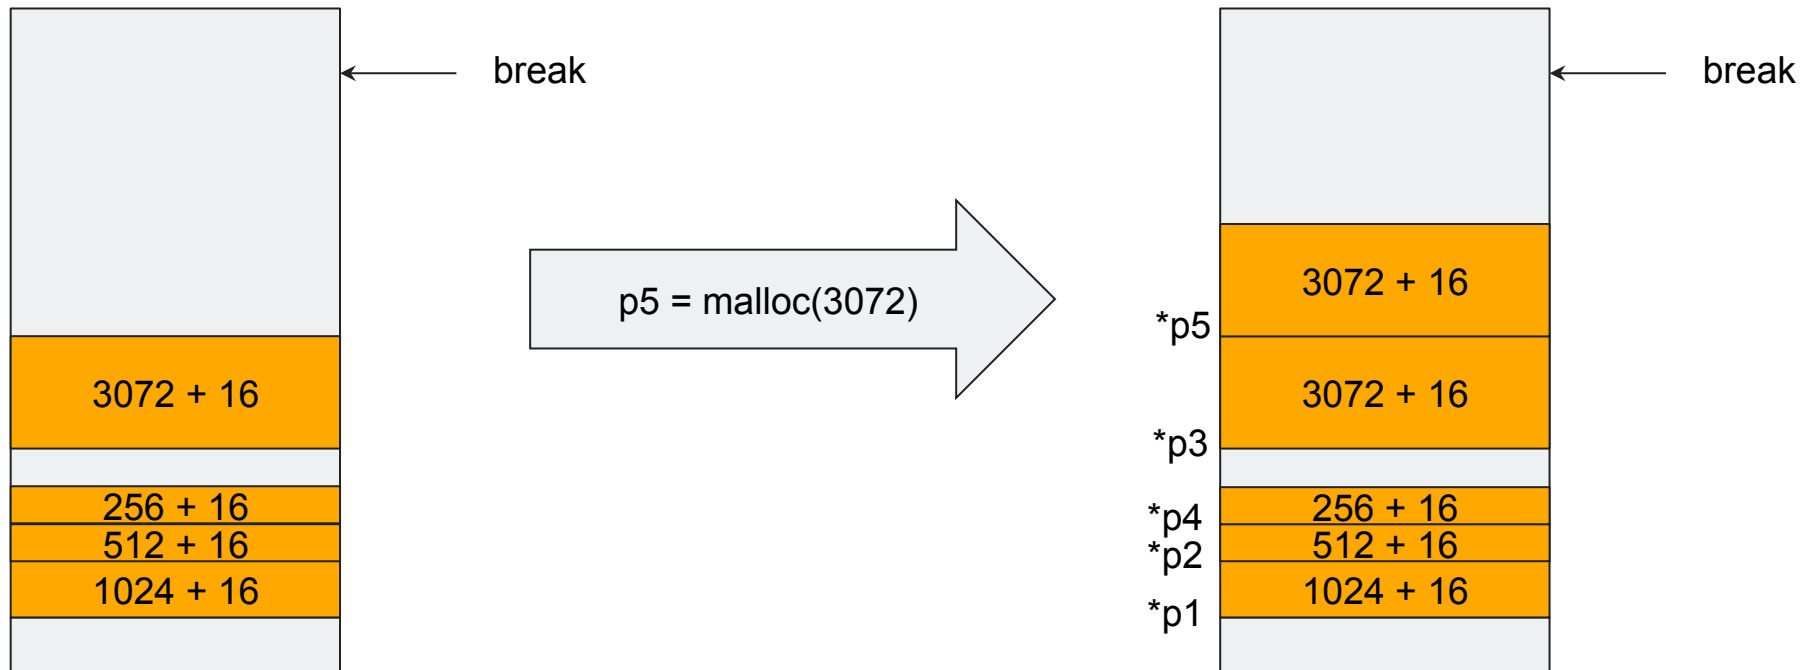 break
3072 + 16
256 + 16
512 + 16
1024 + 16
p5 = malloc(3072)
break
3072 + 16
*p5
3072 + 16
*p3
256 + 16
*p4
512 + 16
*p2
1024 + 16
*p1